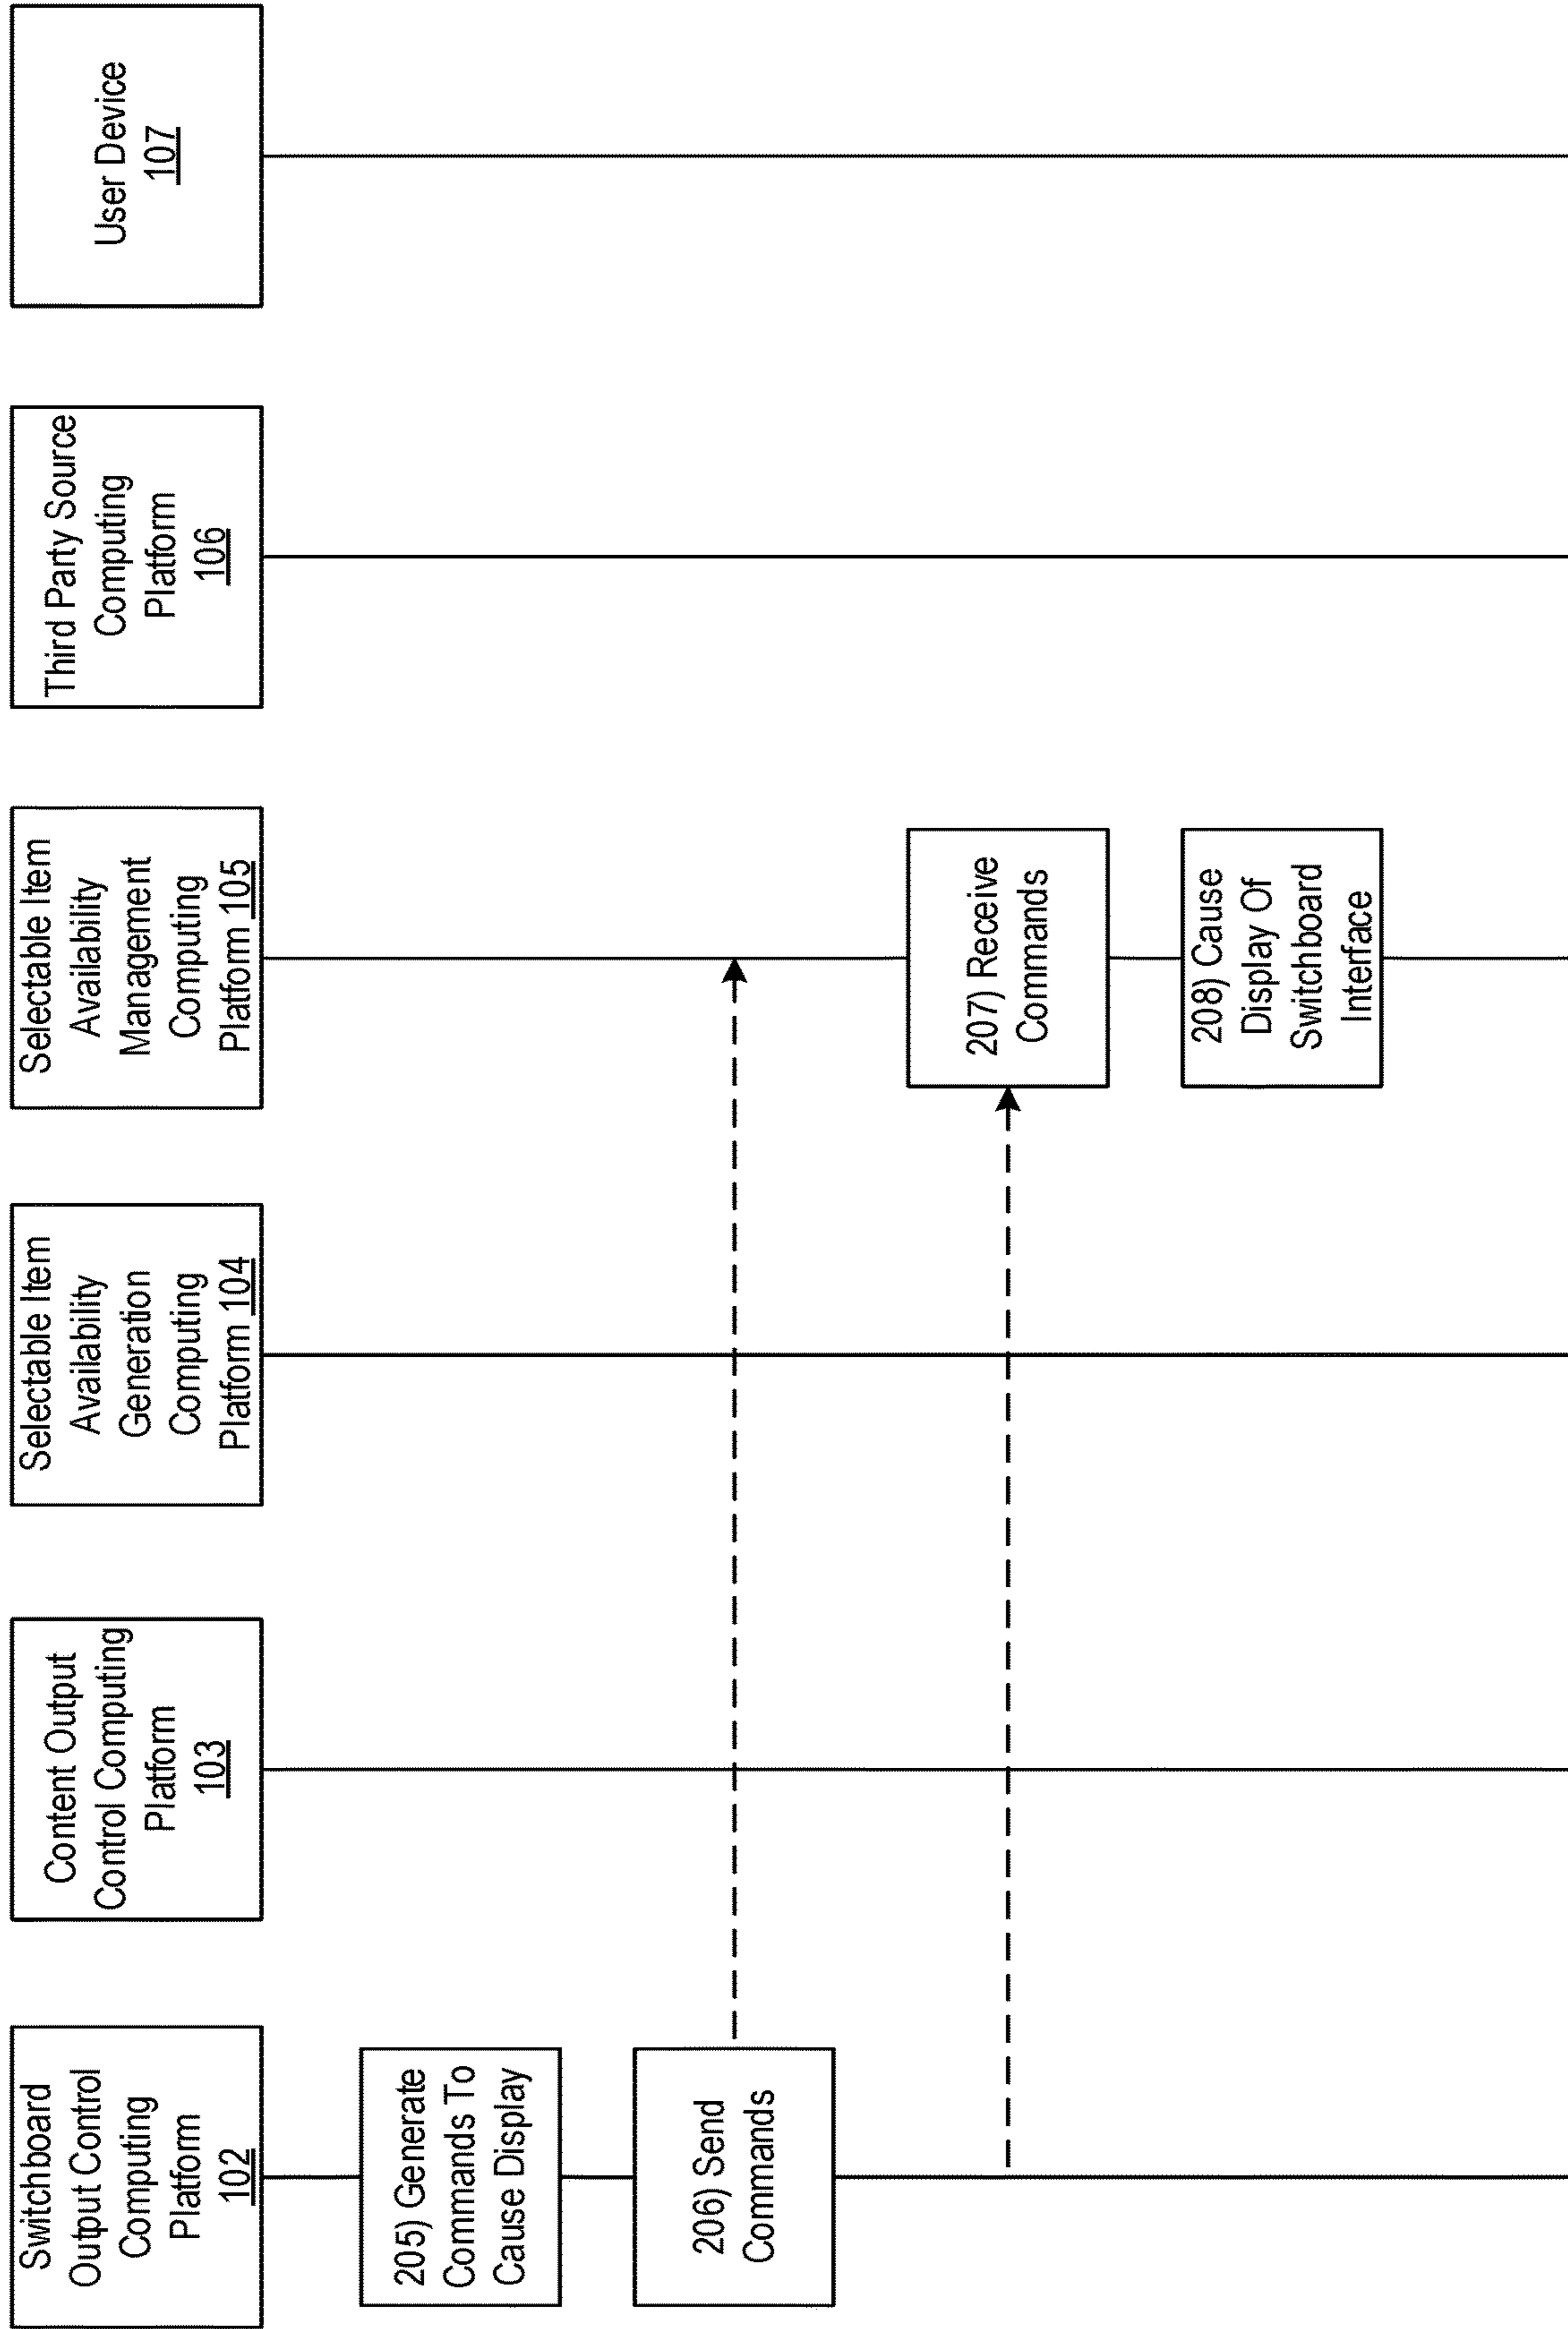 Switchboard
Output Control
Computing
Platform
102
Content Output
Control Computing
Platform
103
Selectable Item
Availability
Generation
Computing
Platform 104
Selectable Item
Availability
Management
Computing
Platform 105
Third Party Source
Computing
Platform
106
User Device
107
205) Generate
Commands To
Cause Display
206) Send
Commands
207) Receive
Commands
208) Cause
Display Of
Switchboard
Interface